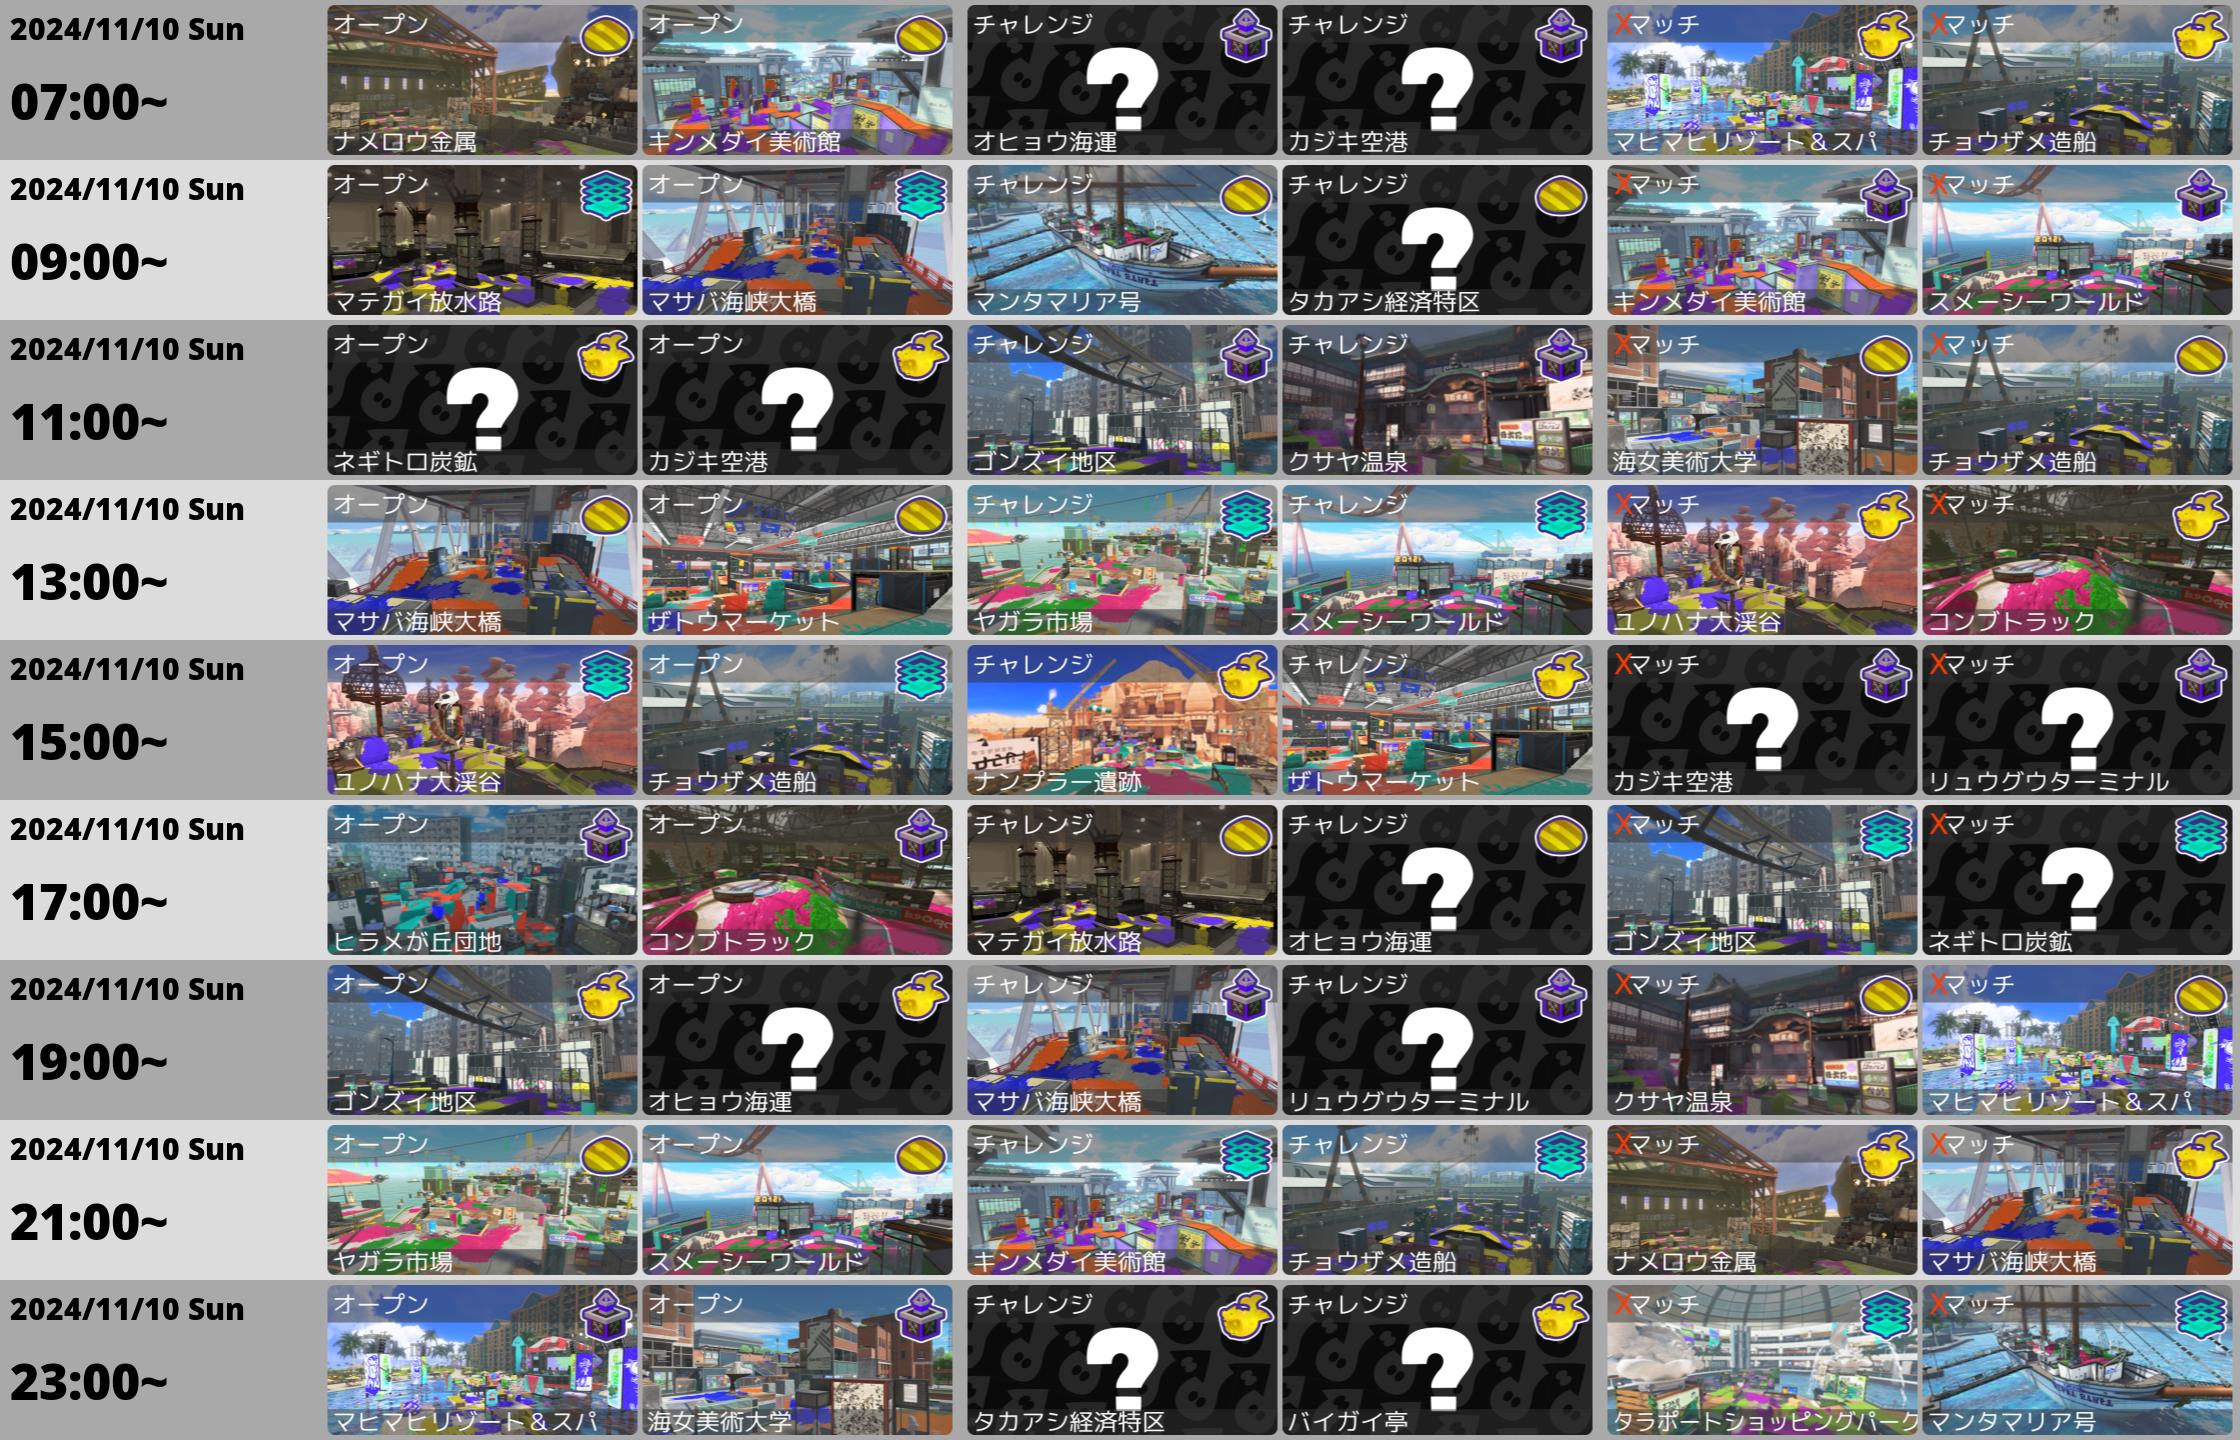 2024/11/10 Sun
07:00~
オープン
ナメロウ金属
オープン
キンメダイ美術館
チャレンジ
?
オヒョウ海運
チャレンジ
?
カジキ空港
Xマッチ
マヒマヒリゾート＆スパ
Xマッチ
チョウザメ造船
2024/11/10 Sun
09:00~
オープン
マテガイ放水路
オープン
マサバ海峡大橋
チャレンジ
マンタマリア号
チャレンジ
?
タカアシ経済特区
Xマッチ
キンメダイ美術館
Xマッチ
スメーシーワールド
2024/11/10 Sun
11:00~
オープン
?
ネギトロ炭鉱
オープン
?
カジキ空港
チャレンジ
ゴンズイ地区
チャレンジ
クサヤ温泉
Xマッチ
海女美術大学
Xマッチ
チョウザメ造船
2024/11/10 Sun
13:00~
オープン
マサバ海峡大橋
オープン
ザトウマーケット
チャレンジ
ヤガラ市場
チャレンジ
スメーシーワールド
Xマッチ
ユノハナ大渓谷
Xマッチ
コンブトラック
2024/11/10 Sun
15:00~
オープン
ユノハナ大渓谷
オープン
チョウザメ造船
チャレンジ
ナンプラー遺跡
チャレンジ
ザトウマーケット
Xマッチ
?
カジキ空港
Xマッチ
?
リュウグウターミナル
2024/11/10 Sun
17:00~
オープン
ヒラメが丘団地
オープン
コンブトラック
チャレンジ
マテガイ放水路
チャレンジ
?
オヒョウ海運
Xマッチ
ゴンズイ地区
Xマッチ
?
ネギトロ炭鉱
2024/11/10 Sun
19:00~
オープン
ゴンズイ地区
オープン
?
オヒョウ海運
チャレンジ
マサバ海峡大橋
チャレンジ
?
リュウグウターミナル
Xマッチ
クサヤ温泉
Xマッチ
マヒマヒリゾート＆スパ
2024/11/10 Sun
21:00~
オープン
ヤガラ市場
オープン
スメーシーワールド
チャレンジ
キンメダイ美術館
チャレンジ
チョウザメ造船
Xマッチ
ナメロウ金属
Xマッチ
マサバ海峡大橋
2024/11/10 Sun
23:00~
オープン
マヒマヒリゾート＆スパ
オープン
海女美術大学
チャレンジ
?
タカアシ経済特区
チャレンジ
?
バイガイ亭
Xマッチ
タラポートショッピングパーク
Xマッチ
マンタマリア号